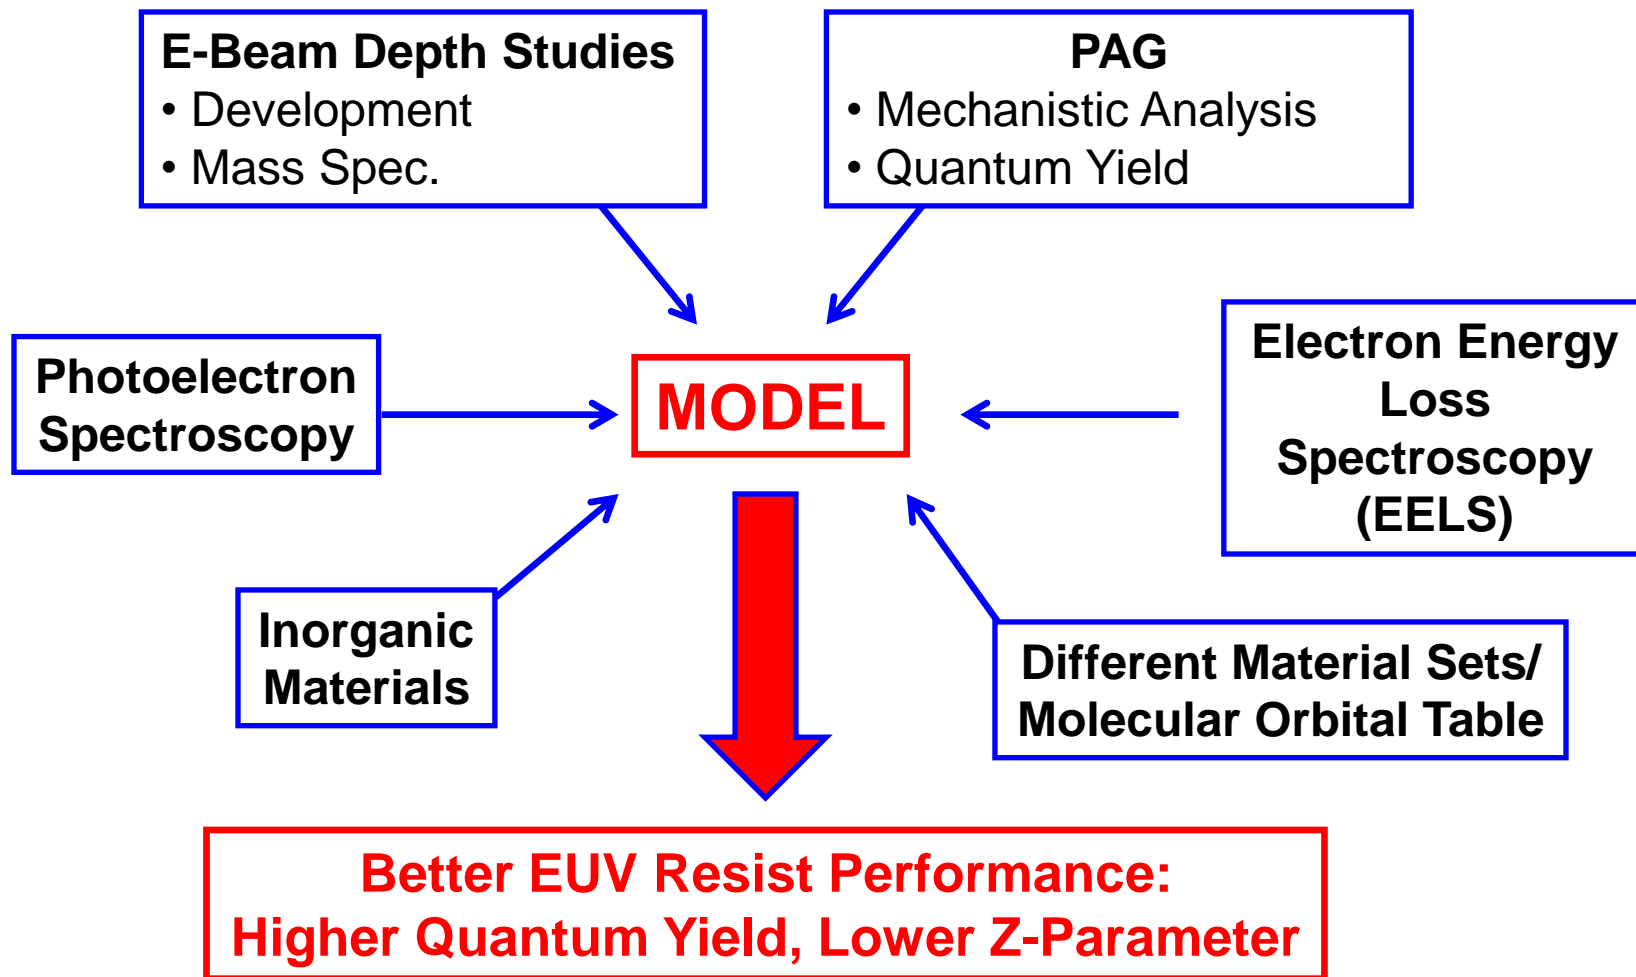 E-Beam Depth Studies
• Development
• Mass Spec.
PAG
• Mechanistic Analysis
• Quantum Yield
Photoelectron
Spectroscopy
MODEL
Electron Energy
Loss
Spectroscopy
(EELS)
Inorganic
Materials
Different Material Sets/
Molecular Orbital Table
Better EUV Resist Performance:
Higher Quantum Yield, Lower Z-Parameter